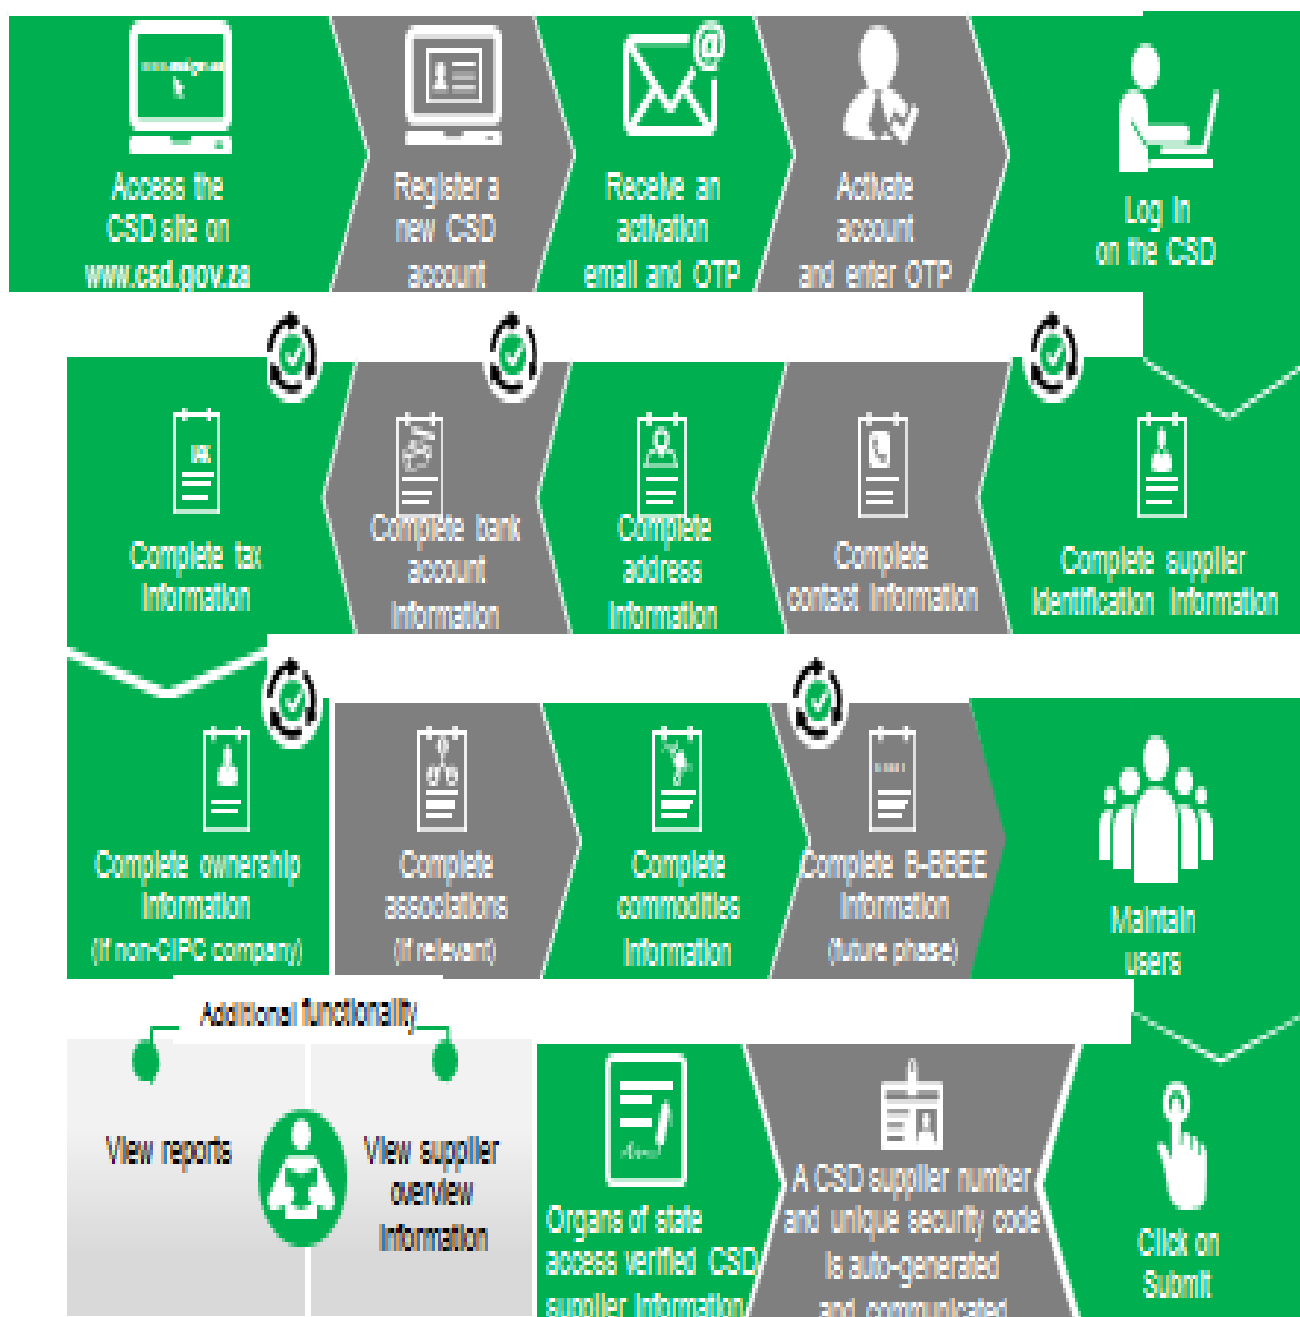 Access the
CSD site on
www.csd.gov.za
Register a
new CSD
account
Receive an
activation
email and OTP
Activate
account
and enter OTP
Log in
on the CSD
Complete tax
Information
Complete bank
account
Information
Complete
address
Information
Complete
contact Information
Complete supplier
Identification Information
Complete ownership
Information
(If non-CIPC company)
Complete
associations
(If relevant)
Complete
commodities
Information
Complete B-BBEE
Information
(future phase)
Maintain
users
Additional functionality
View reports
View supplier
overview
Information
Organs of state
access verified CSD
supplier Information
A CSD supplier number
and unique security code
Is auto-generated
and communicated
Click on
Submit